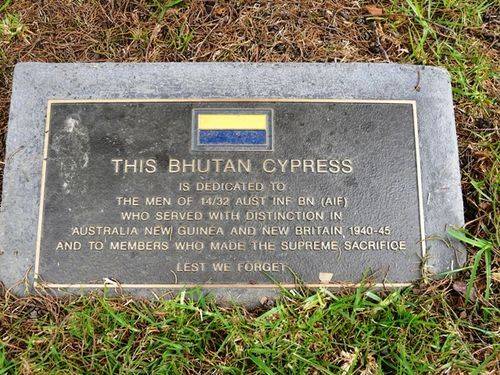 THIS BHUTAN CYPRESS
IS DEDICATED TO
THE MEN OF 14/32 AUST INF BN (AIF)
WHO SERVED WITH DISTINCTION IN
AUSTRALIA NEW GUINEA AND NEW BRITAIN 1940-45
AND TO MEMBERS WHO MADE THE SUPREME SACRIFICE
LEST WE FORGET